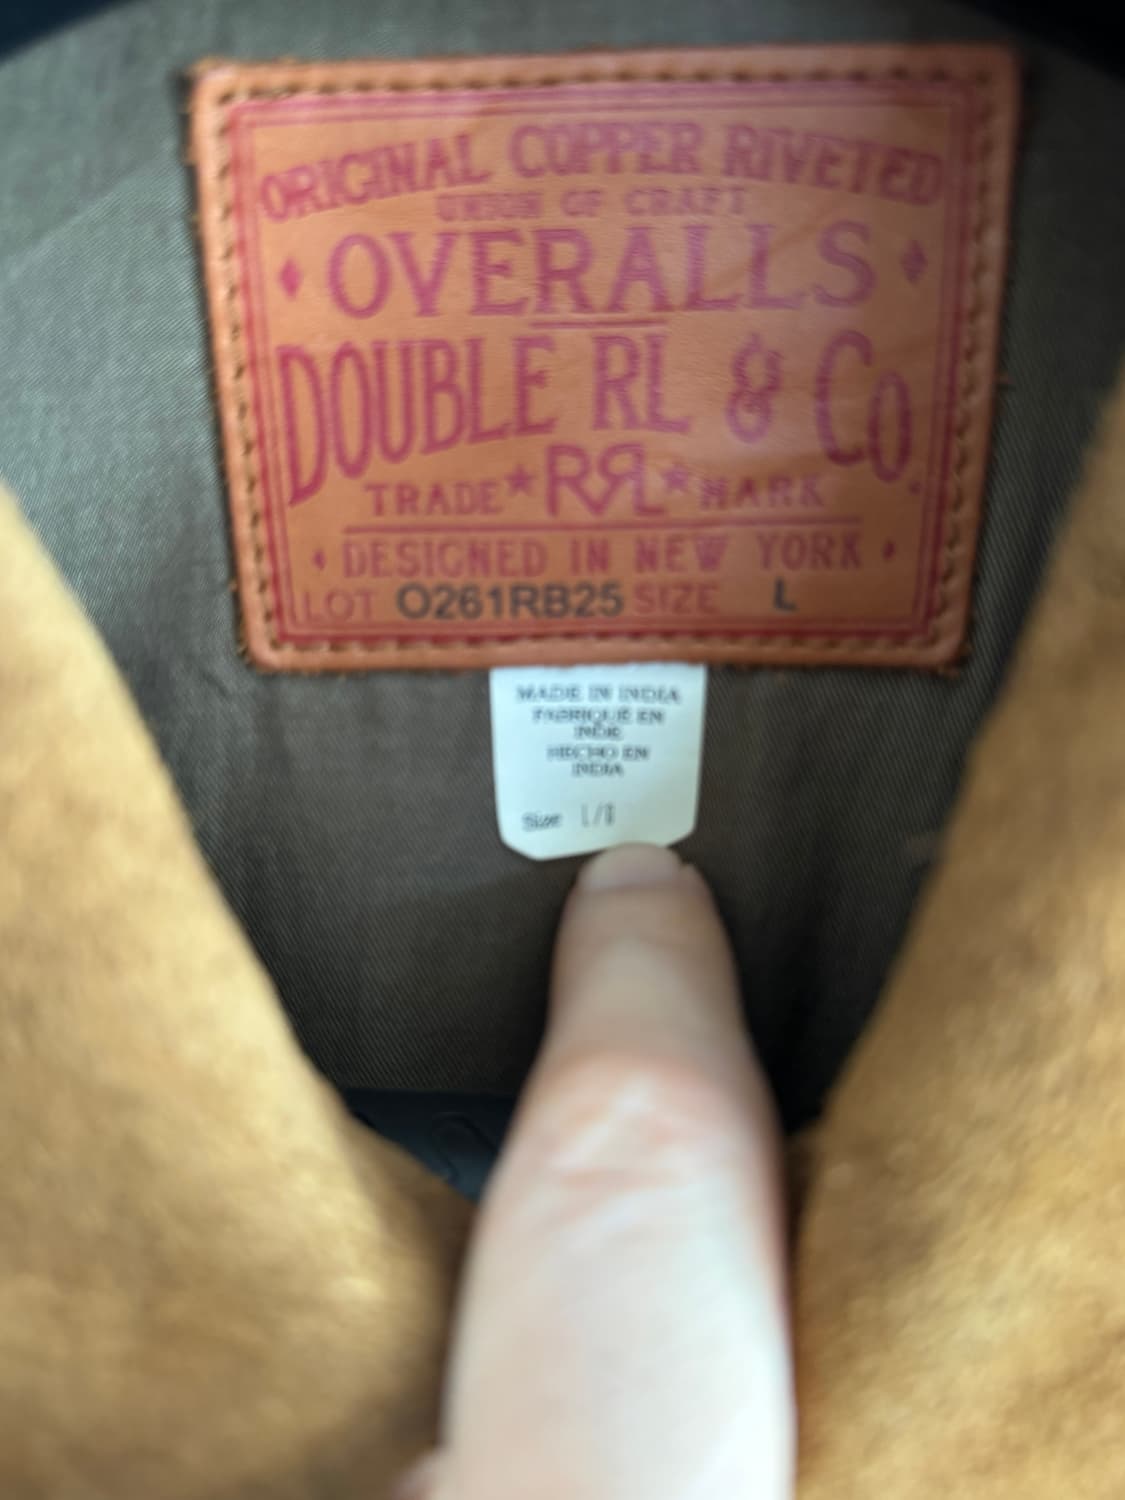 ORIGINAL COPPER RIVETED
UNION OF CRAFT
OVERALLS
DOUBLE RL & CO.
TRADE ★ RRL ★ MARK
DESIGNED IN NEW YORK
LOT O261RB25 SIZE L
MADE IN INDIA
FABRIQUÉ EN
INDE
HECHO EN
INDIA
Size L/G